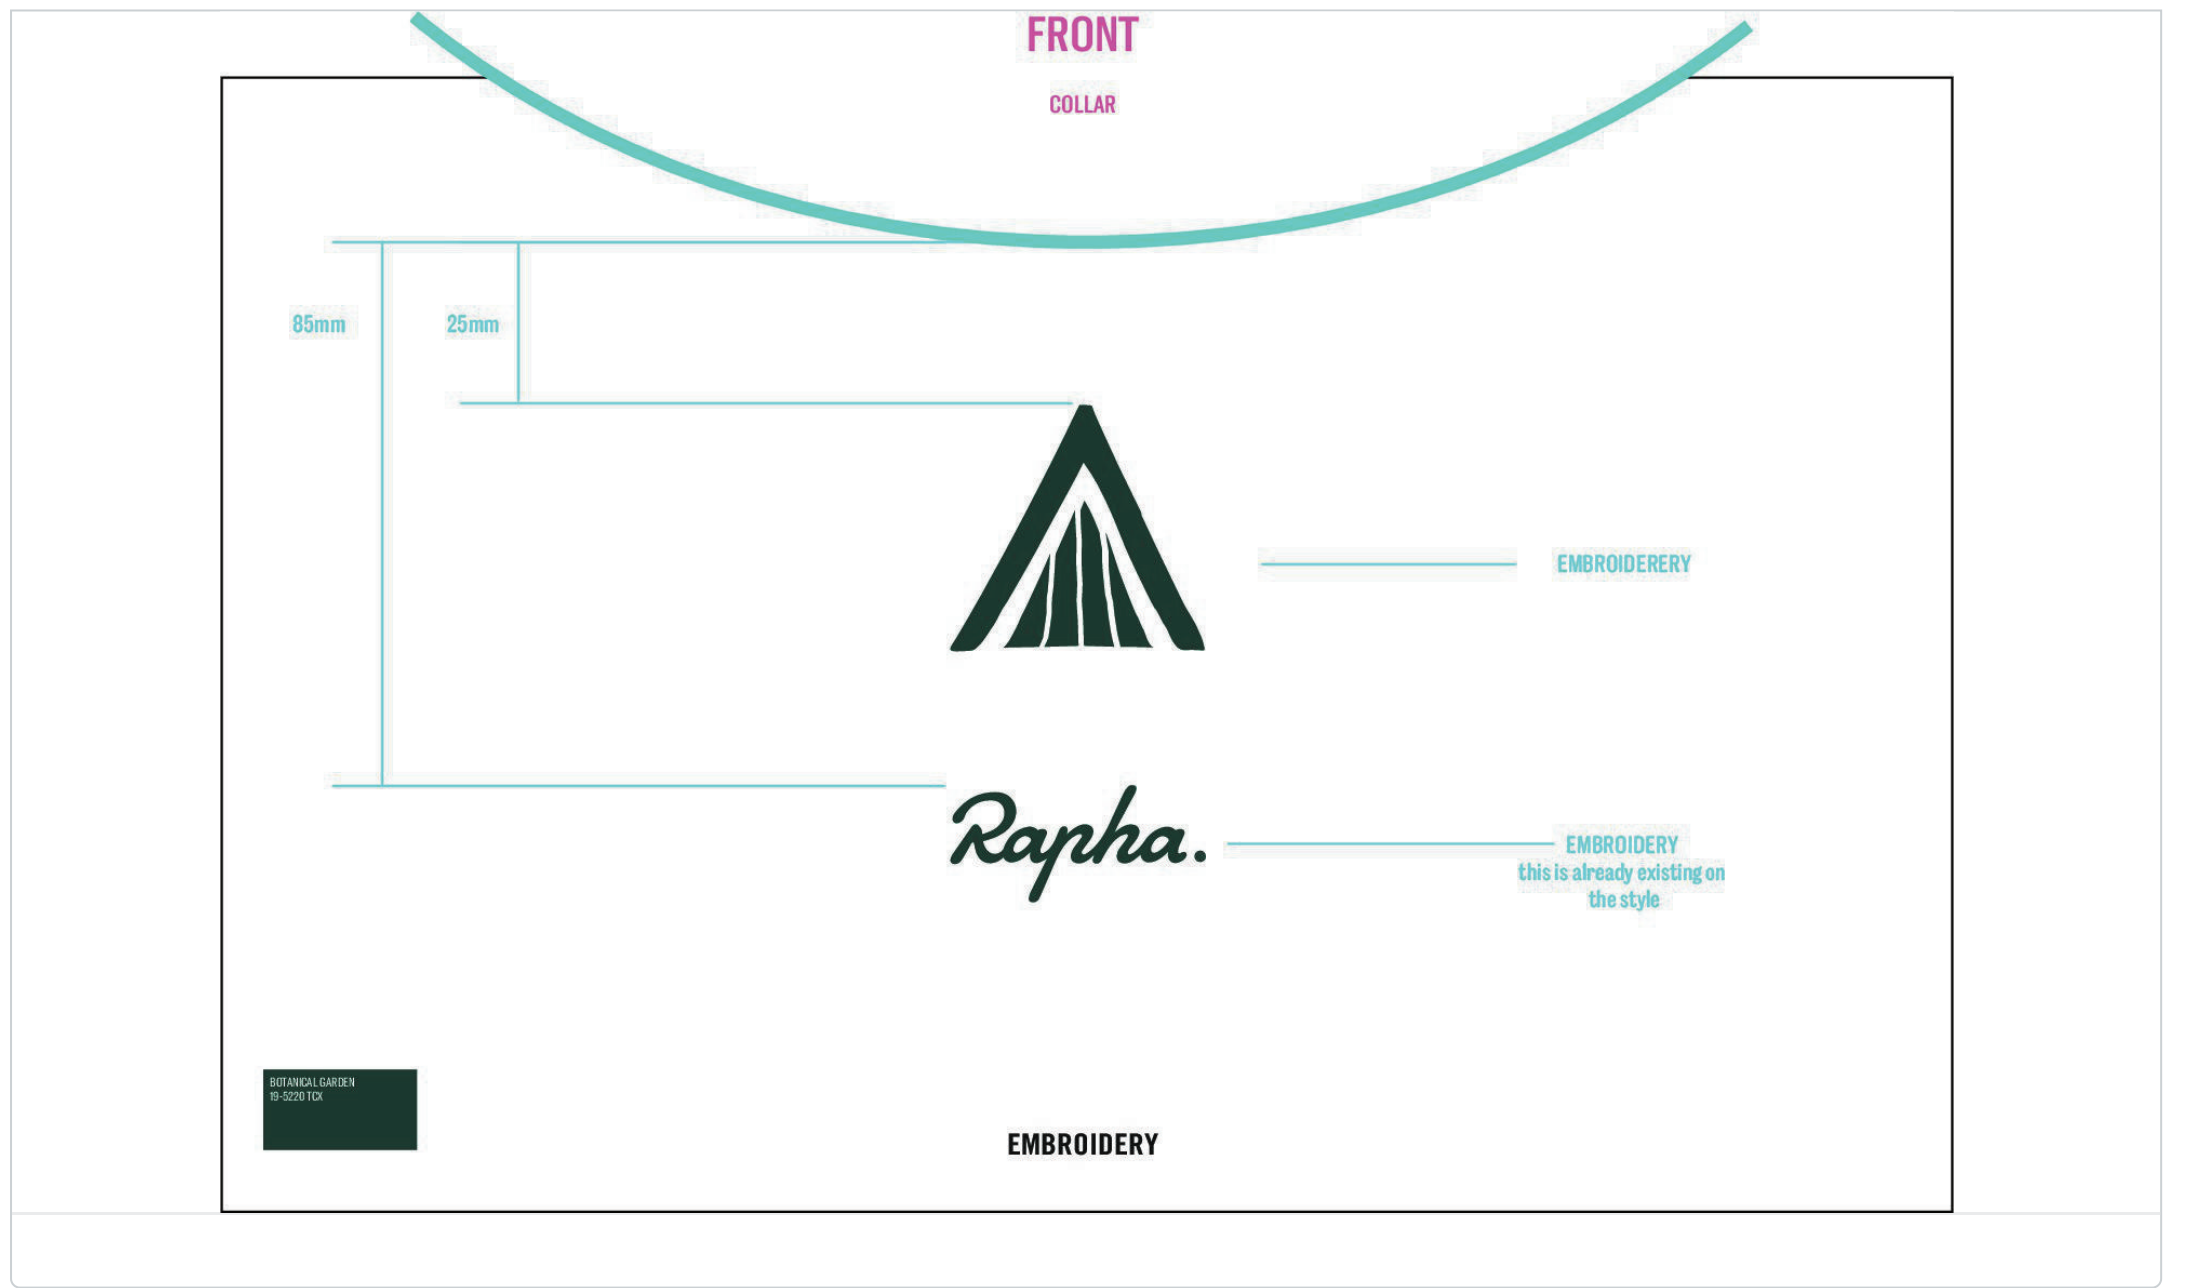 FRONT
COLLAR
85mm
25mm
EMBROIDERERY
Rapha.
EMBROIDERY
this is already existing on
the style
BOTANICAL GARDEN
19-5220 TCX
EMBROIDERY